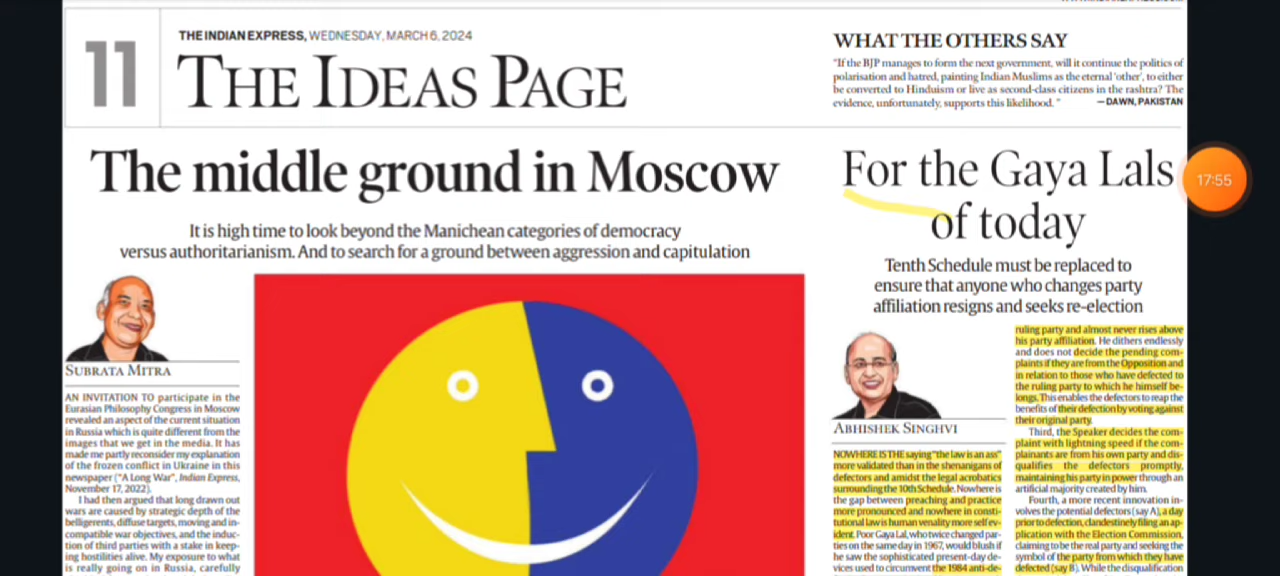 11
THE INDIAN EXPRESS, WEDNESDAY, MARCH 6, 2024
THE IDEAS PAGE
WHAT THE OTHERS SAY
"If the BJP manages to form the next government, will it continue the politics of
polarisation and hatred, painting Indian Muslims as the eternal 'other', to either
be converted to Hinduism or live as second-class citizens in the rashtra? The
evidence, unfortunately, supports this likelihood. "
— DAWN, PAKISTAN
The middle ground in Moscow
It is high time to look beyond the Manichean categories of democracy
versus authoritarianism. And to search for a ground between aggression and capitulation
SUBRATA MITRA
AN INVITATION TO participate in the
Eurasian Philosophy Congress in Moscow
revealed an aspect of the current situation
in Russia which is quite different from the
images that we get in the media. It has
made me partly reconsider my explanation
of the frozen conflict in Ukraine in this
newspaper ("A Long War", Indian Express,
November 17, 2022).
I had then argued that long drawn out
wars are caused by strategic depth of the
belligerents, diffuse targets, moving and in-
compatible war objectives, and the induc-
tion of third parties with a stake in keep-
ing hostilities alive. My exposure to what
is really going on in Russia, carefully
For the Gaya Lals
of today
17:55
Tenth Schedule must be replaced to
ensure that anyone who changes party
affiliation resigns and seeks re-election
ABHISHEK SINGHVI
NOWHERE IS THE saying "the law is an ass"
more validated than in the shenanigans of
defectors and amidst the legal acrobatics
surrounding the 10th Schedule. Nowhere is
the gap between preaching and practice
more pronounced and nowhere in consti-
tutional law is human venality more self ev-
ident. Poor Gaya Lal, who twice changed par-
ties on the same day in 1967, would blush if
he saw the sophisticated present-day de-
vices used to circumvent the 1984 anti-de-
ruling party and almost never rises above
his party affiliation. He dithers endlessly
and does not decide the pending com-
plaints if they are from the Opposition and
in relation to those who have defected to
the ruling party to which he himself be-
longs. This enables the defectors to reap the
benefits of their defection by voting against
their original party.
Third, the Speaker decides the com-
plaint with lightning speed if the com-
plainants are from his own party and dis-
qualifies the defectors promptly,
maintaining his party in power through an
artificial majority created by him.
Fourth, a more recent innovation in-
volves the potential defectors (say A), a day
prior to defection, clandestinely filing an ap-
plication with the Election Commission,
claiming to be the real party and seeking the
symbol of the party from which they have
defected (say B). While the disqualification